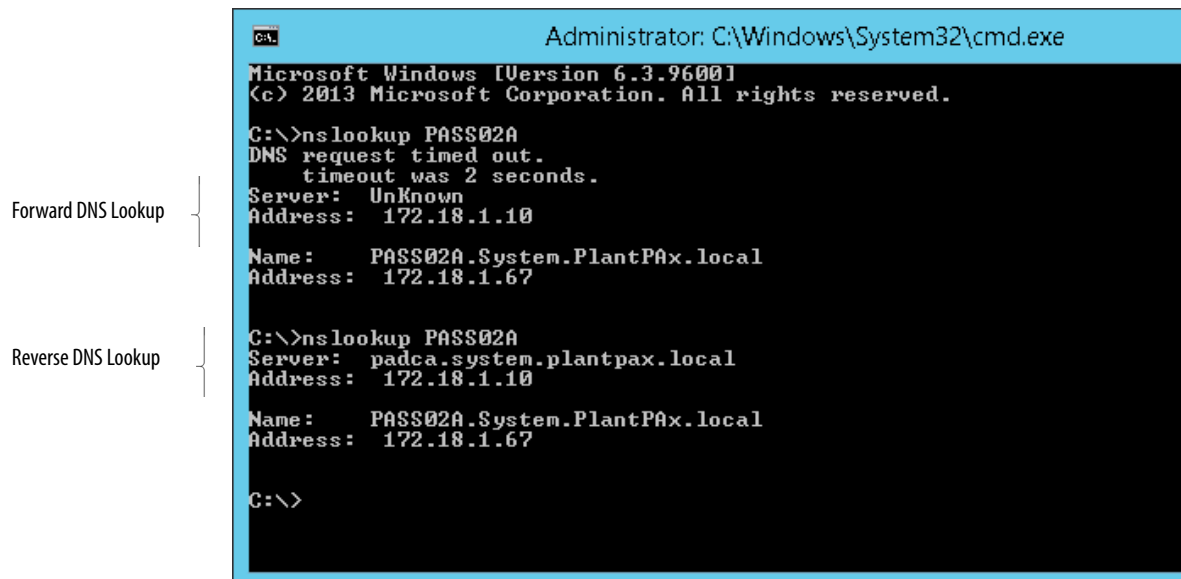 Administrator: C:\Windows\System32\cmd.exe
Microsoft Windows [Version 6.3.9600]
(c) 2013 Microsoft Corporation. All rights reserved.
C:\>nslookup PASS02A
DNS request timed out.
timeout was 2 seconds.
Server: UnKnown
Address: 172.18.1.10
Forward DNS Lookup
Name: PASS02A.System.PlantPAx.local
Address: 172.18.1.67
C:\>nslookup PASS02A
Server: padca.system.plantpax.local
Address: 172.18.1.10
Reverse DNS Lookup
Name: PASS02A.System.PlantPAx.local
Address: 172.18.1.67
C:\>